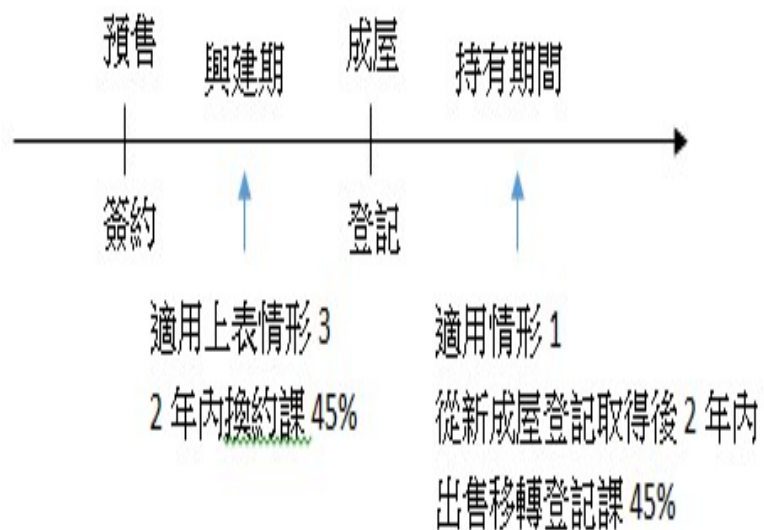 預售
興建期
成屋
持有期間
簽約
登記
適用上表情形 3
2 年內換約課 45%
適用情形 1
從新成屋登記取得後 2 年內
出售移轉登記課 45%